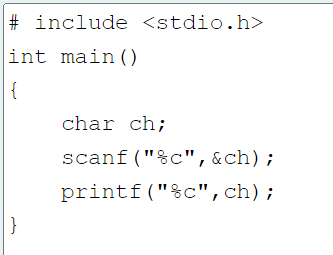 # include <stdio.h>
int main()
{
    char ch;
    scanf("%c",&ch);
    printf("%c",ch);
}